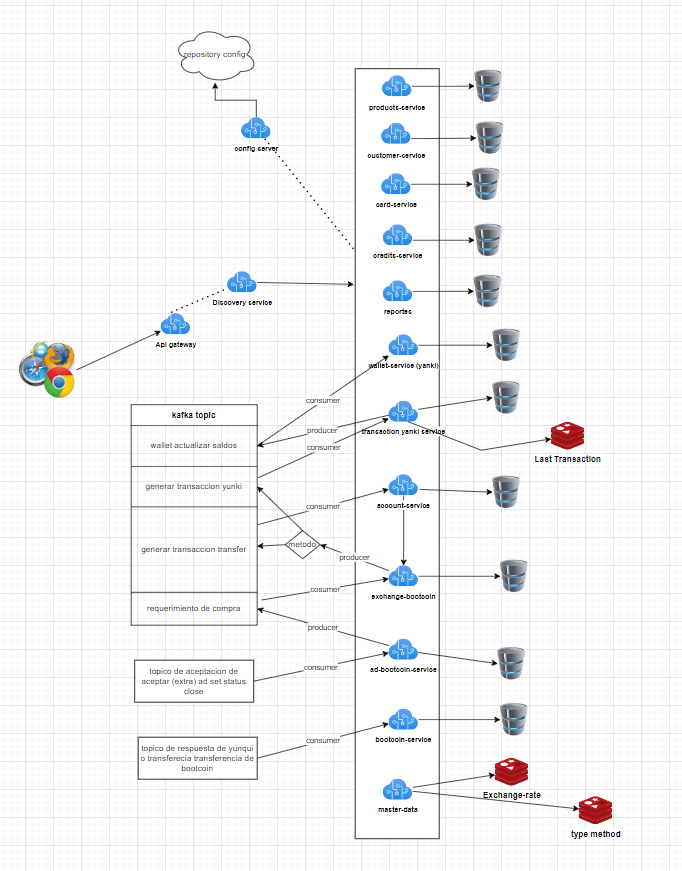 repository config
products-service
config server
customer-service
card-service
credits-service
Discovery service
reportes
Api gateway
wallet-service (yanki)
consumer
kafka topic
wallet actualizar saldos
producer
transaction yanki service
consumer
Last Transaction
generar transaccion yunki
consumer
account-service
generar transaccion transfer
metodo
producer
cosumer
exchange-bootcoin
requerimiento de compra
producer
topico de aceptacion de
aceptar (extra) ad set status
close
consumer
ad-bootcoin-service
topico de respuesta de yunqui
o transferecia transferencia de
bootcoin
consumer
bootcoin-service
Exchange-rate
master-data
type method